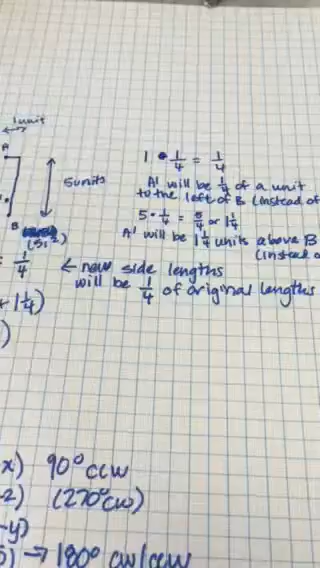 1 unit
A
1 • 1/4 = 1/4
5units
A' will be 1/4 of a unit
to the left of B (instead of
5 • 1/4 = 5/4 or 1 1/4
B
A' will be 1 1/4 units above B
(instead o
(5,2)
= 1/4 ← new side lengths
will be 1/4 of original lengths
+ 1 1/4)
)
x) 90° ccw
-2) (270° cw)
-y)
→ 180° cw/ccw